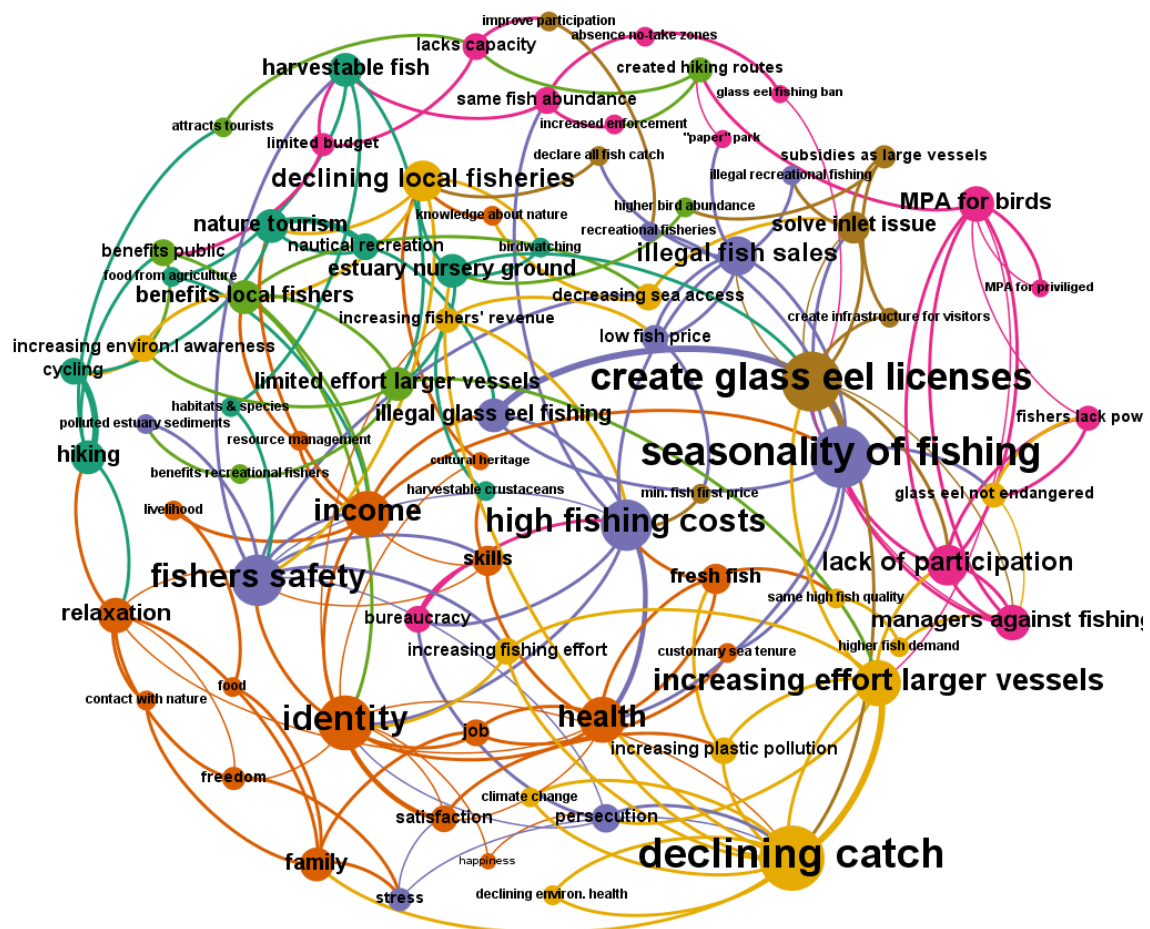 improve participation
absence no-take zones
lacks capacity
harvestable fish
created hiking routes
glass eel fishing ban
same fish abundance
attracts tourists
increased enforcement
limited budget
"paper" park
declare all fish catch
subsidies as large vessels
illegal recreational fishing
declining local fisheries
MPA for birds
higher bird abundance
knowledge about nature
nature tourism
solve inlet issue
recreational fisheries
nautical recreation
birdwatching
benefits public
illegal fish sales
food from agriculture
estuary nursery ground
MPA for priviliged
benefits local fishers
decreasing sea access
increasing fishers' revenue
create infrastructure for visitors
low fish price
increasing environ.l awareness
cycling
create glass eel licenses
limited effort larger vessels
habitats & species
illegal glass eel fishing
fishers lack pow
polluted estuary sediments
resource management
seasonality of fishing
hiking
cultural heritage
benefits recreational fishers
harvestable crustaceans
min. fish first price
glass eel not endangered
livelihood
income
high fishing costs
skills
lack of participation
fishers safety
fresh fish
same high fish quality
relaxation
bureaucracy
managers against fishing
increasing fishing effort
customary sea tenure
higher fish demand
increasing effort larger vessels
food
contact with nature
identity
health
job
increasing plastic pollution
freedom
climate change
satisfaction
persecution
declining catch
family
happiness
stress
declining environ. health